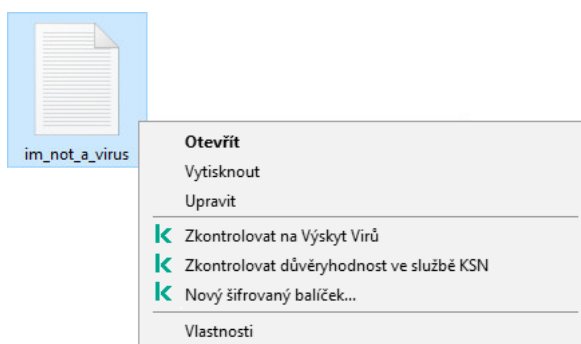 im_not_a_virus
Otevřít
Vytisknout
Upravit
Zkontrolovat na Výskyt Virů
Zkontrolovat důvěryhodnost ve službě KSN
Nový šifrovaný balíček...
Vlastnosti